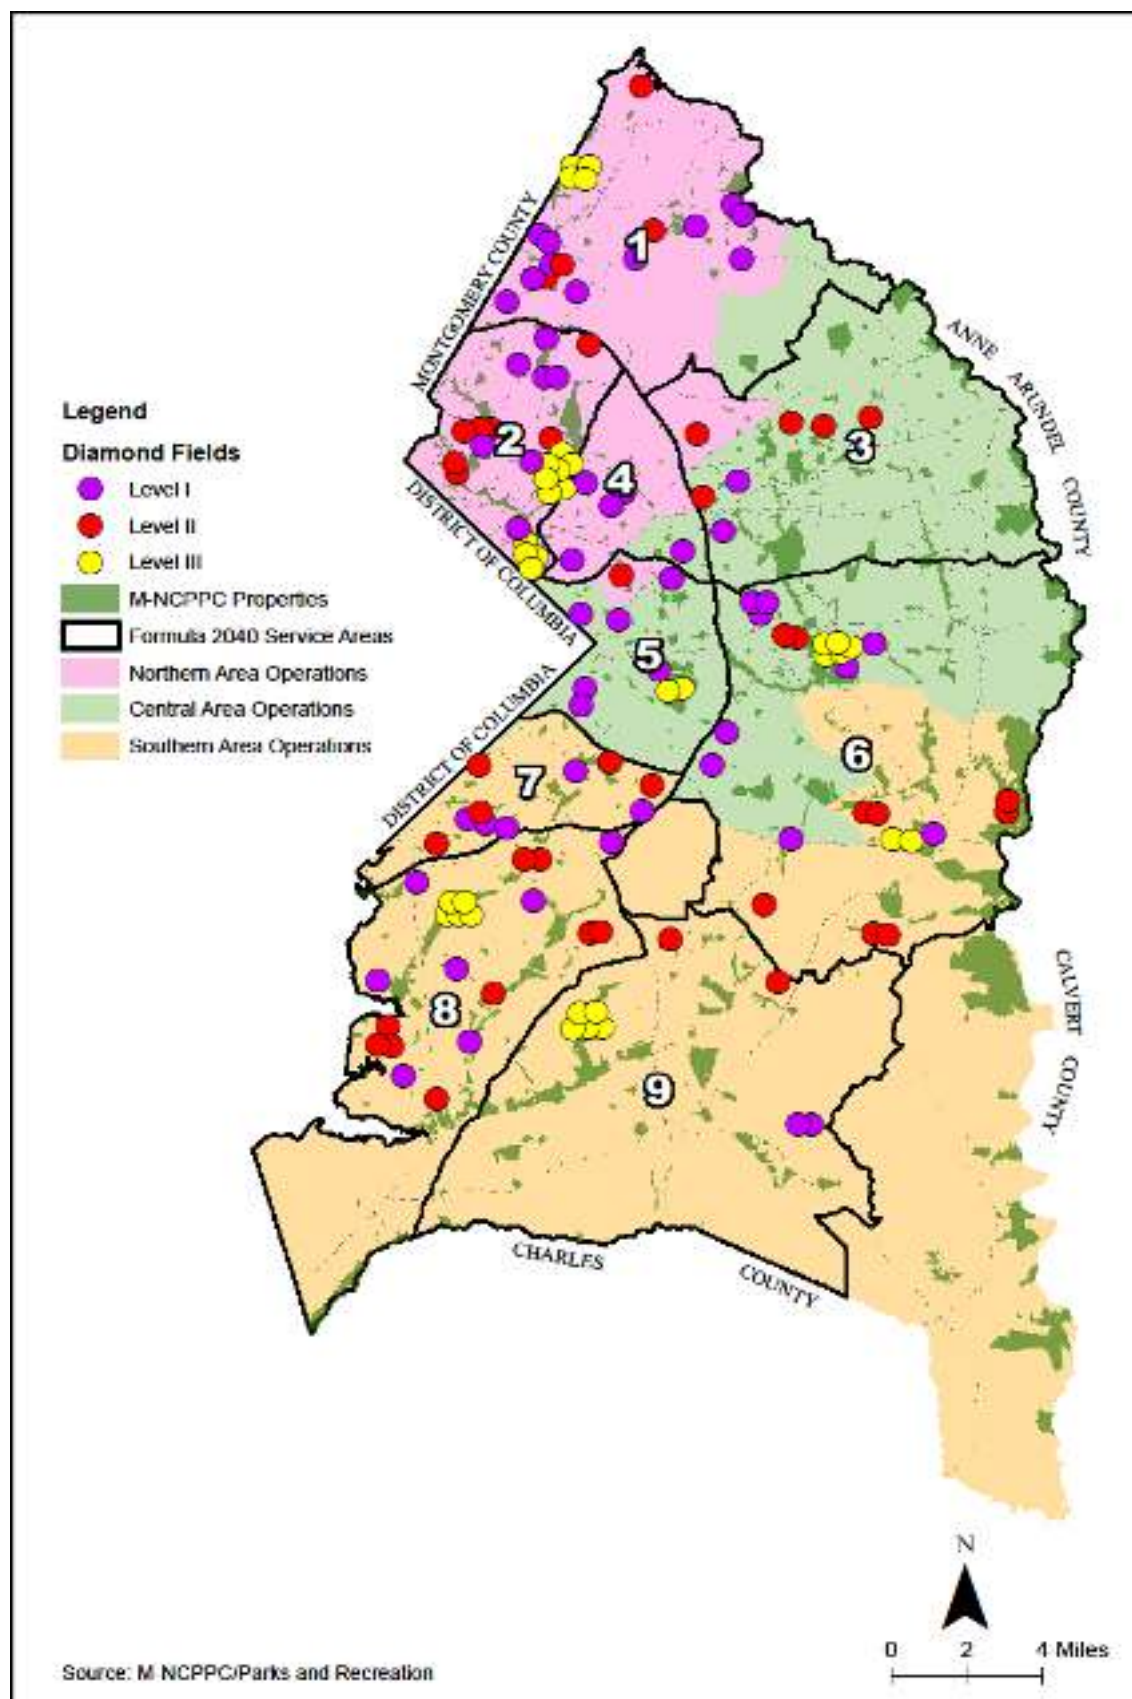 MONTGOMERY COUNTY
1
ANNE ARUNDEL COUNTY
Legend
Diamond Fields
Level I
Level II
Level III
M-NCPPC Properties
Formula 2040 Service Areas
Northern Area Operations
Central Area Operations
Southern Area Operations
2
3
4
DISTRICT OF COLUMBIA
5
DISTRICT OF COLUMBIA
6
7
8
9
CALVERT COUNTY
CHARLES COUNTY
N
0 2 4 Miles
Source: M NCPPC/Parks and Recreation